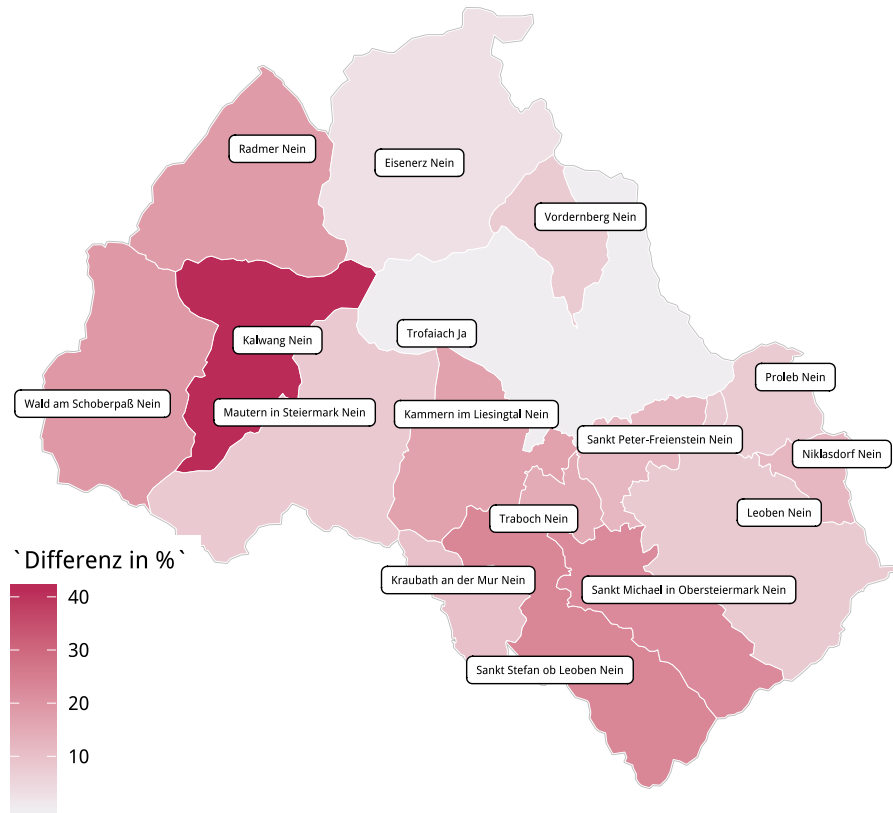 Radmer Nein
Eisenerz Nein
Vordernberg Nein
Trofaiach Ja
Kalwang Nein
Proleb Nein
Wald am Schoberpaß Nein
Mautern in Steiermark Nein
Kammern im Liesingtal Nein
Sankt Peter-Freienstein Nein
Niklasdorf Nein
Leoben Nein
Traboch Nein
Kraubath an der Mur Nein
Sankt Michael in Obersteiermark Nein
Sankt Stefan ob Leoben Nein
`Differenz in %`
40
30
20
10